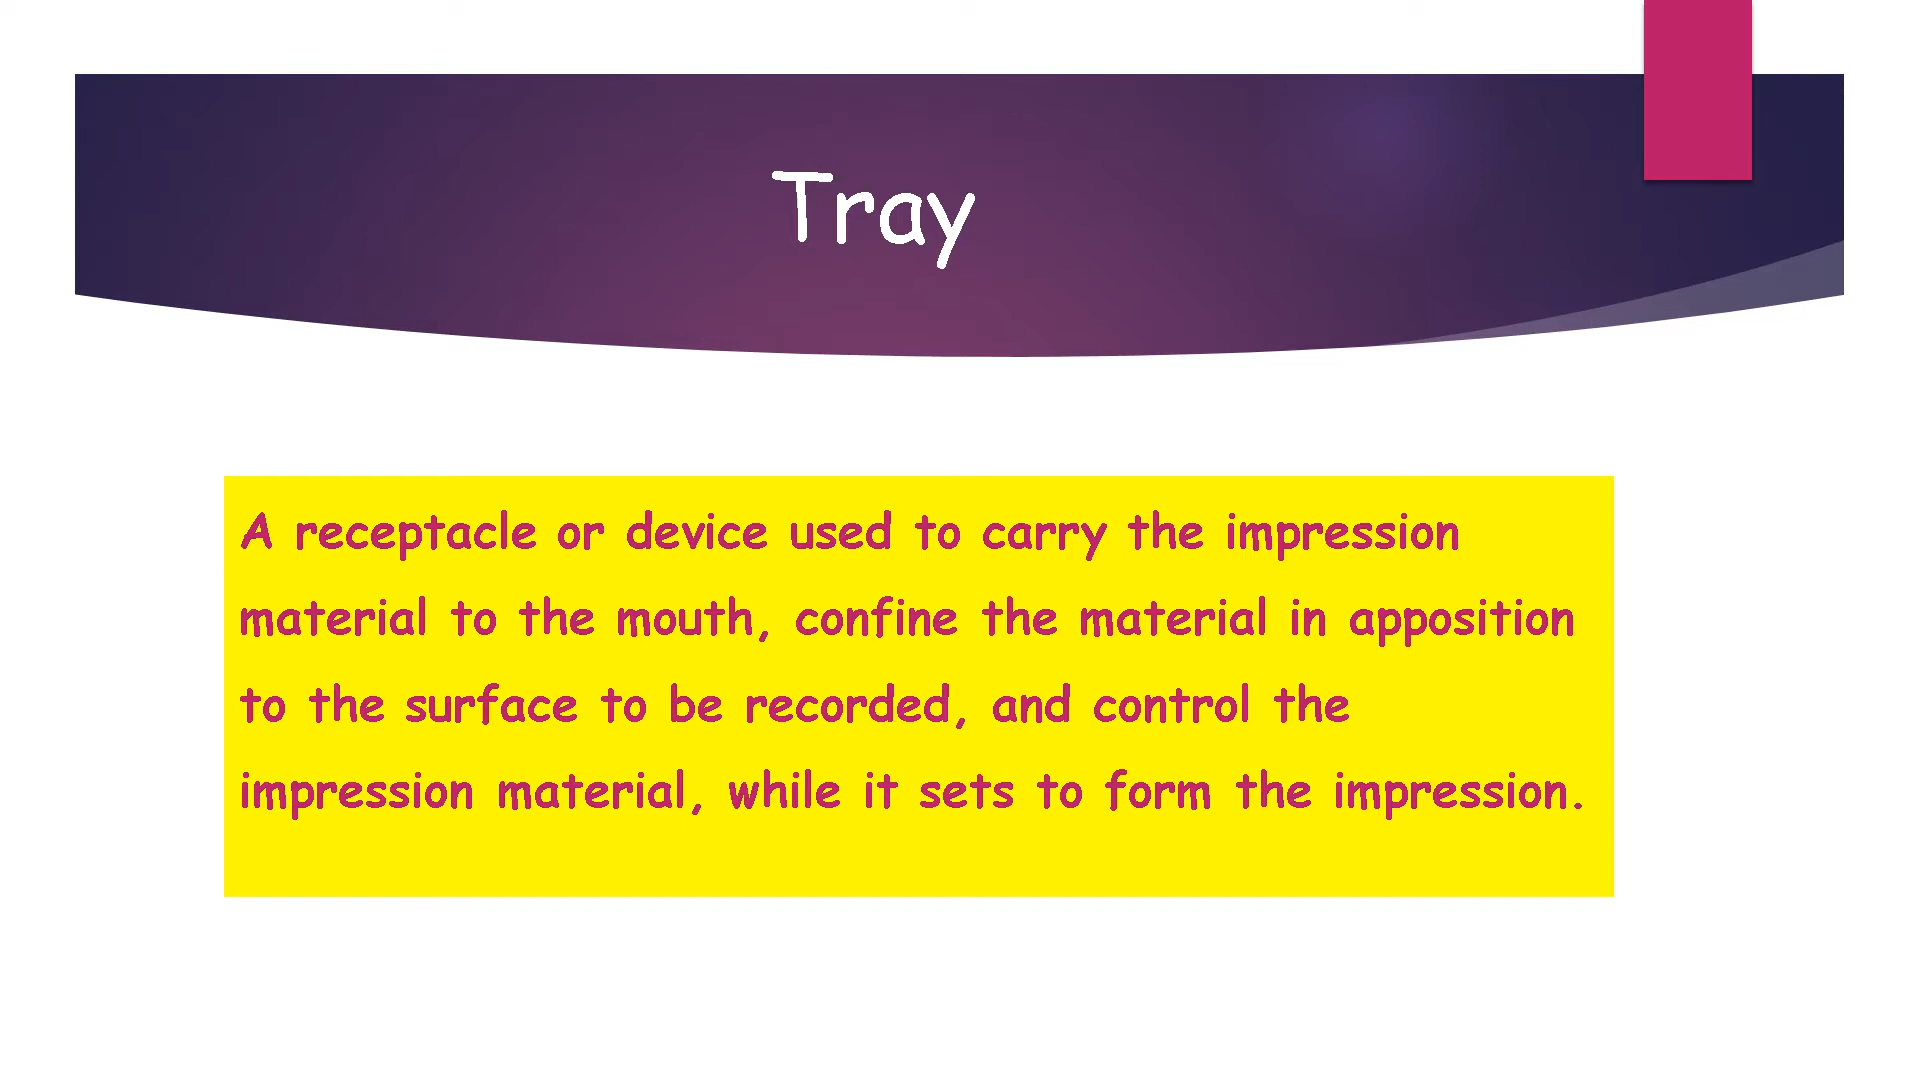 Tray
A receptacle or device used to carry the impression
material to the mouth, confine the material in apposition
to the surface to be recorded, and control the
impression material, while it sets to form the impression.